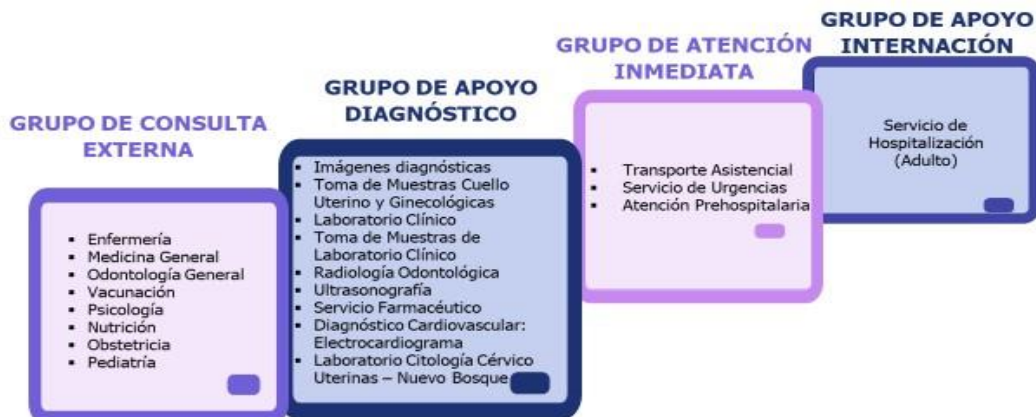 GRUPO DE CONSULTA
EXTERNA
▪ Enfermería
▪ Medicina General
▪ Odontología General
▪ Vacunación
▪ Psicología
▪ Nutrición
▪ Obstetricia
▪ Pediatría
GRUPO DE APOYO
DIAGNÓSTICO
▪ Imágenes diagnósticas
▪ Toma de Muestras Cuello
Uterino y Ginecológicas
▪ Laboratorio Clínico
▪ Toma de Muestras de
Laboratorio Clínico
▪ Radiología Odontológica
▪ Ultrasonografía
▪ Servicio Farmacéutico
▪ Diagnóstico Cardiovascular:
Electrocardiograma
▪ Laboratorio Citología Cérvico
Uterinas – Nuevo Bosque
GRUPO DE ATENCIÓN
INMEDIATA
▪ Transporte Asistencial
▪ Servicio de Urgencias
▪ Atención Prehospitalaria
GRUPO DE APOYO
INTERNACIÓN
Servicio de
Hospitalización
(Adulto)